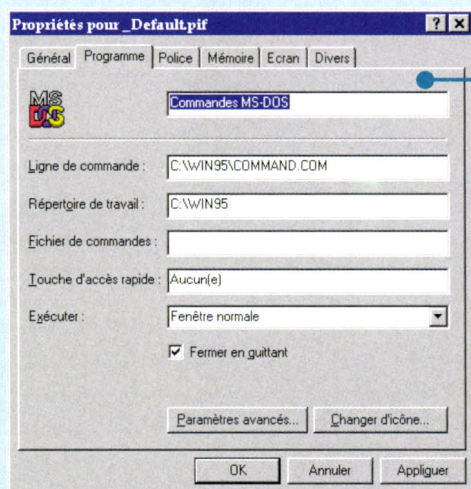 Propriétés pour _Default.pif
Général Programme Police Mémoire Ecran Divers
MS
DOS
Commandes MS-DOS
Ligne de commande : C:\WIN95\COMMAND.COM
Répertoire de travail : C:\WIN95
Fichier de commandes :
Touche d'accès rapide : Aucun(e)
Exécuter : Fenêtre normale
Fermer en quittant
Paramètres avancés... Changer d'icône...
OK Annuler Appliquer